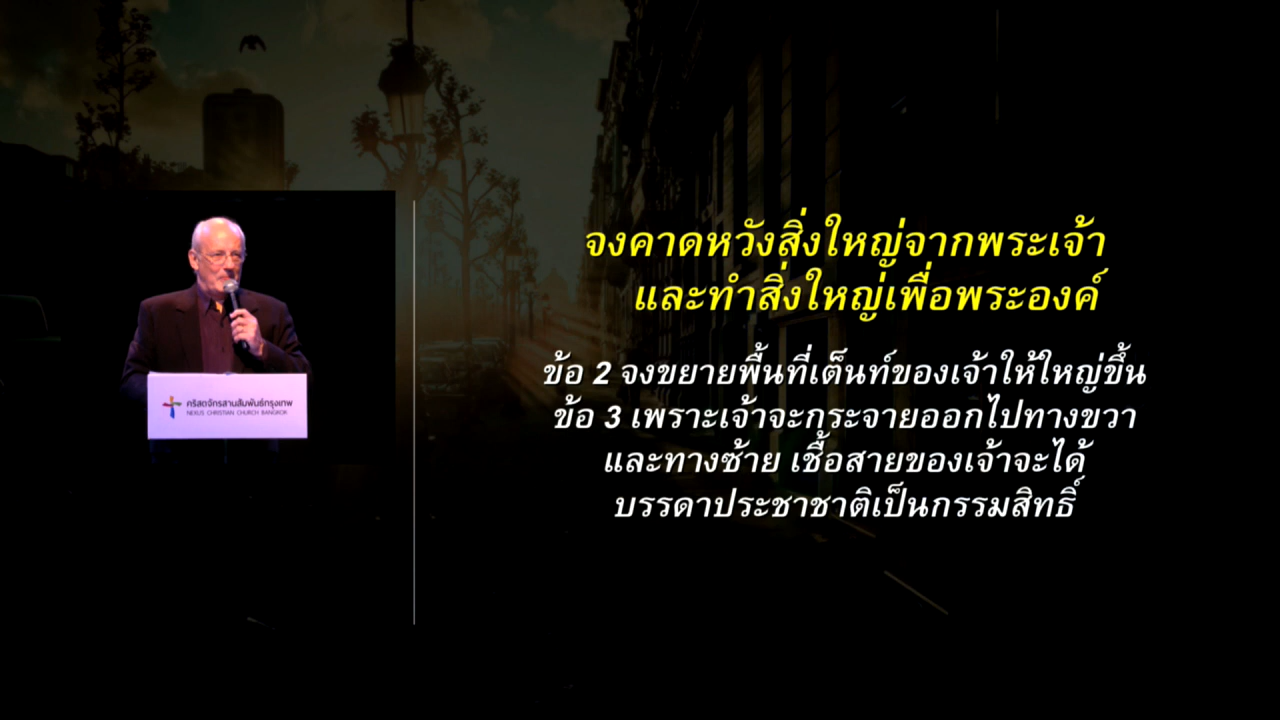 จงคาดหวังสิ่งใหญ่จากพระเจ้า
และทำสิ่งใหญ่เพื่อพระองค์
ข้อ 2 จงขยายพื้นที่เต็นท์ของเจ้าให้ใหญ่ขึ้น
ข้อ 3 เพราะเจ้าจะกระจายออกไปทางขวา
และทางซ้าย เชื้อสายของเจ้าจะได้
บรรดาประชาชาติเป็นกรรมสิทธิ์
คริสตจักรสานสัมพันธ์กรุงเทพ
NEXUS CHRISTIAN CHURCH BANGKOK